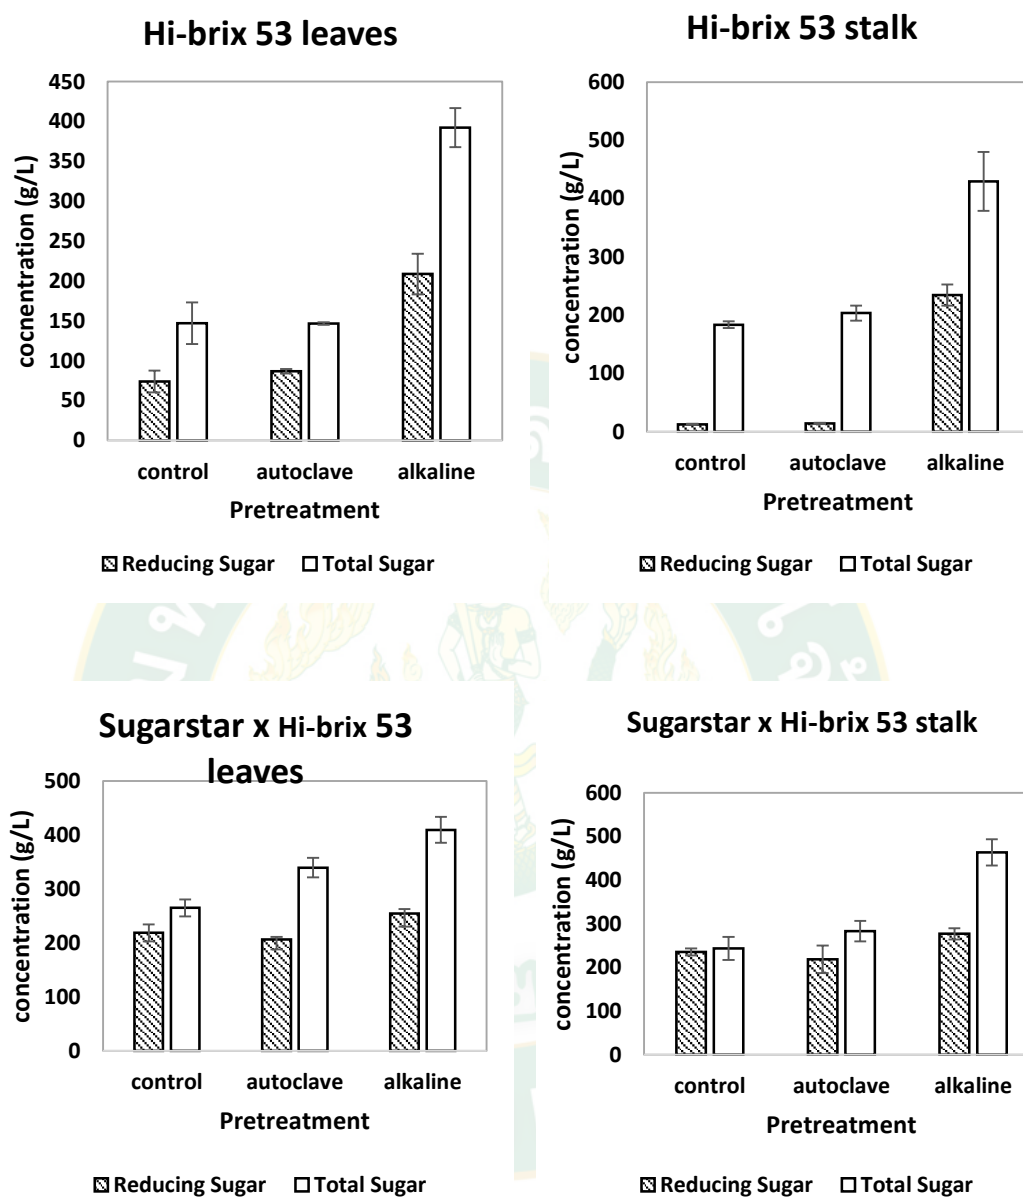 Hi-brix 53 leaves
cocnentration (g/L)
450
400
350
300
250
200
150
100
50
0
control autoclave alkaline
Pretreatment
Reducing Sugar Total Sugar
Hi-brix 53 stalk
concentration (g/L)
600
500
400
300
200
100
0
control autoclave alkaline
Pretreatment
Reducing Sugar Total Sugar
Sugarstar x Hi-brix 53
leaves
concentration (g/L)
500
400
300
200
100
0
control autoclave alkaline
Pretreatment
Reducing Sugar Total Sugar
Sugarstar x Hi-brix 53 stalk
concentration (g/L)
600
500
400
300
200
100
0
control autoclave alkaline
Pretreatment
Reducing Sugar Total Sugar